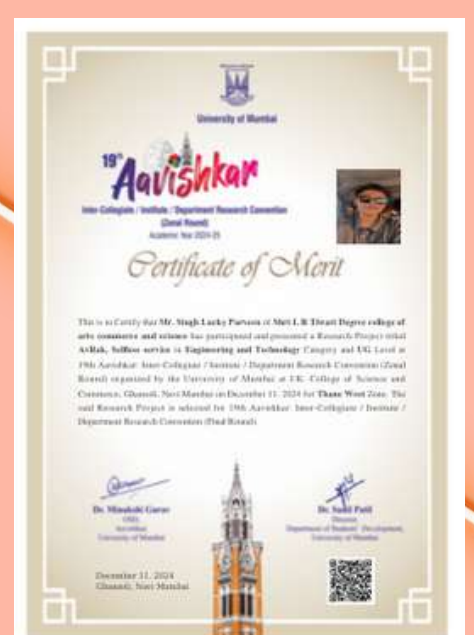 University of Mumbai
19th
Aavishkar
Inter-Collegiate / Institute / Department Research Convention
(Zonal Round)
Academic Year 2024-25
Certificate of Merit
This is to Certify that Mr. Singh Lucky Parveen of Shri L R Tiwari Degree college of
arts commerce and science has participated and presented a Research Project titled
Selfless service in Engineering and Technology Category and UG Level at
19th Aavishkar: Inter-Collegiate / Institute / Department Research Convention (Zonal
Round) organized by the University of Mumbai at College of Science and
Commerce, Ghansoli, Navi Mumbai on December 11, 2024 for Thane West Zone. The
said Research Project is selected for 19th Aavishkar: Inter-Collegiate / Institute /
Department Research Convention (Final Round)
Dr. Minakshi Gurav
OSD,
Aavishkar
University of Mumbai
Dr. Sunil Patil
Director
Department of Students' Development,
University of Mumbai
December 11, 2024
Ghansoli, Navi Mumbai